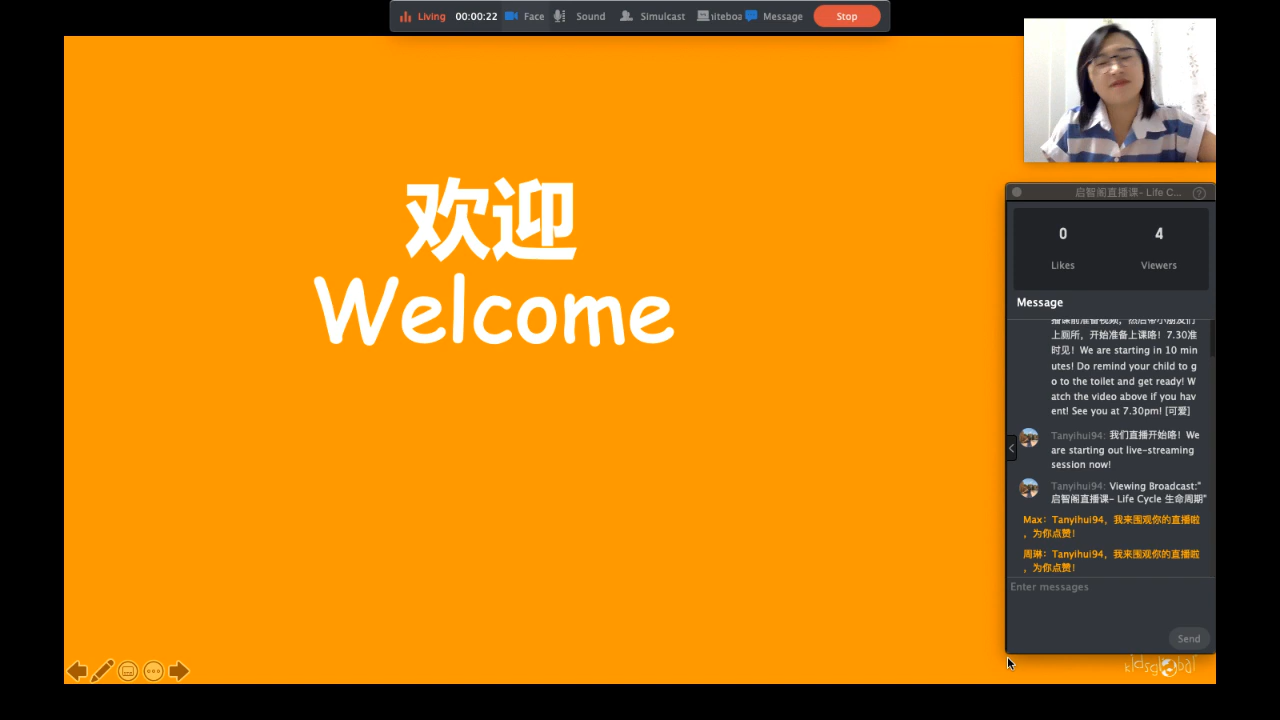 Living 00:00:22 Face Sound Simulcast Message Stop
欢迎
Welcome
启智阁直播课- Life C...
0 4
Likes Viewers
Message
上厕所，开始准备上课咯！7.30准
时见！We are starting in 10 min
utes! Do remind your child to g
o to the toilet and get ready! W
atch the video above if you hav
ent! See you at 7.30pm! [可爱]
Tanyihui94: 我们直播开始咯！We
are starting out live-streaming
session now!
Tanyihui94: Viewing Broadcast:"
启智阁直播课- Life Cycle 生命周期"
Max: Tanyihui94，我来围观你的直播啦
，为你点赞！
周琳: Tanyihui94，我来围观你的直播啦
，为你点赞！
Enter messages
Send
kidsglobal